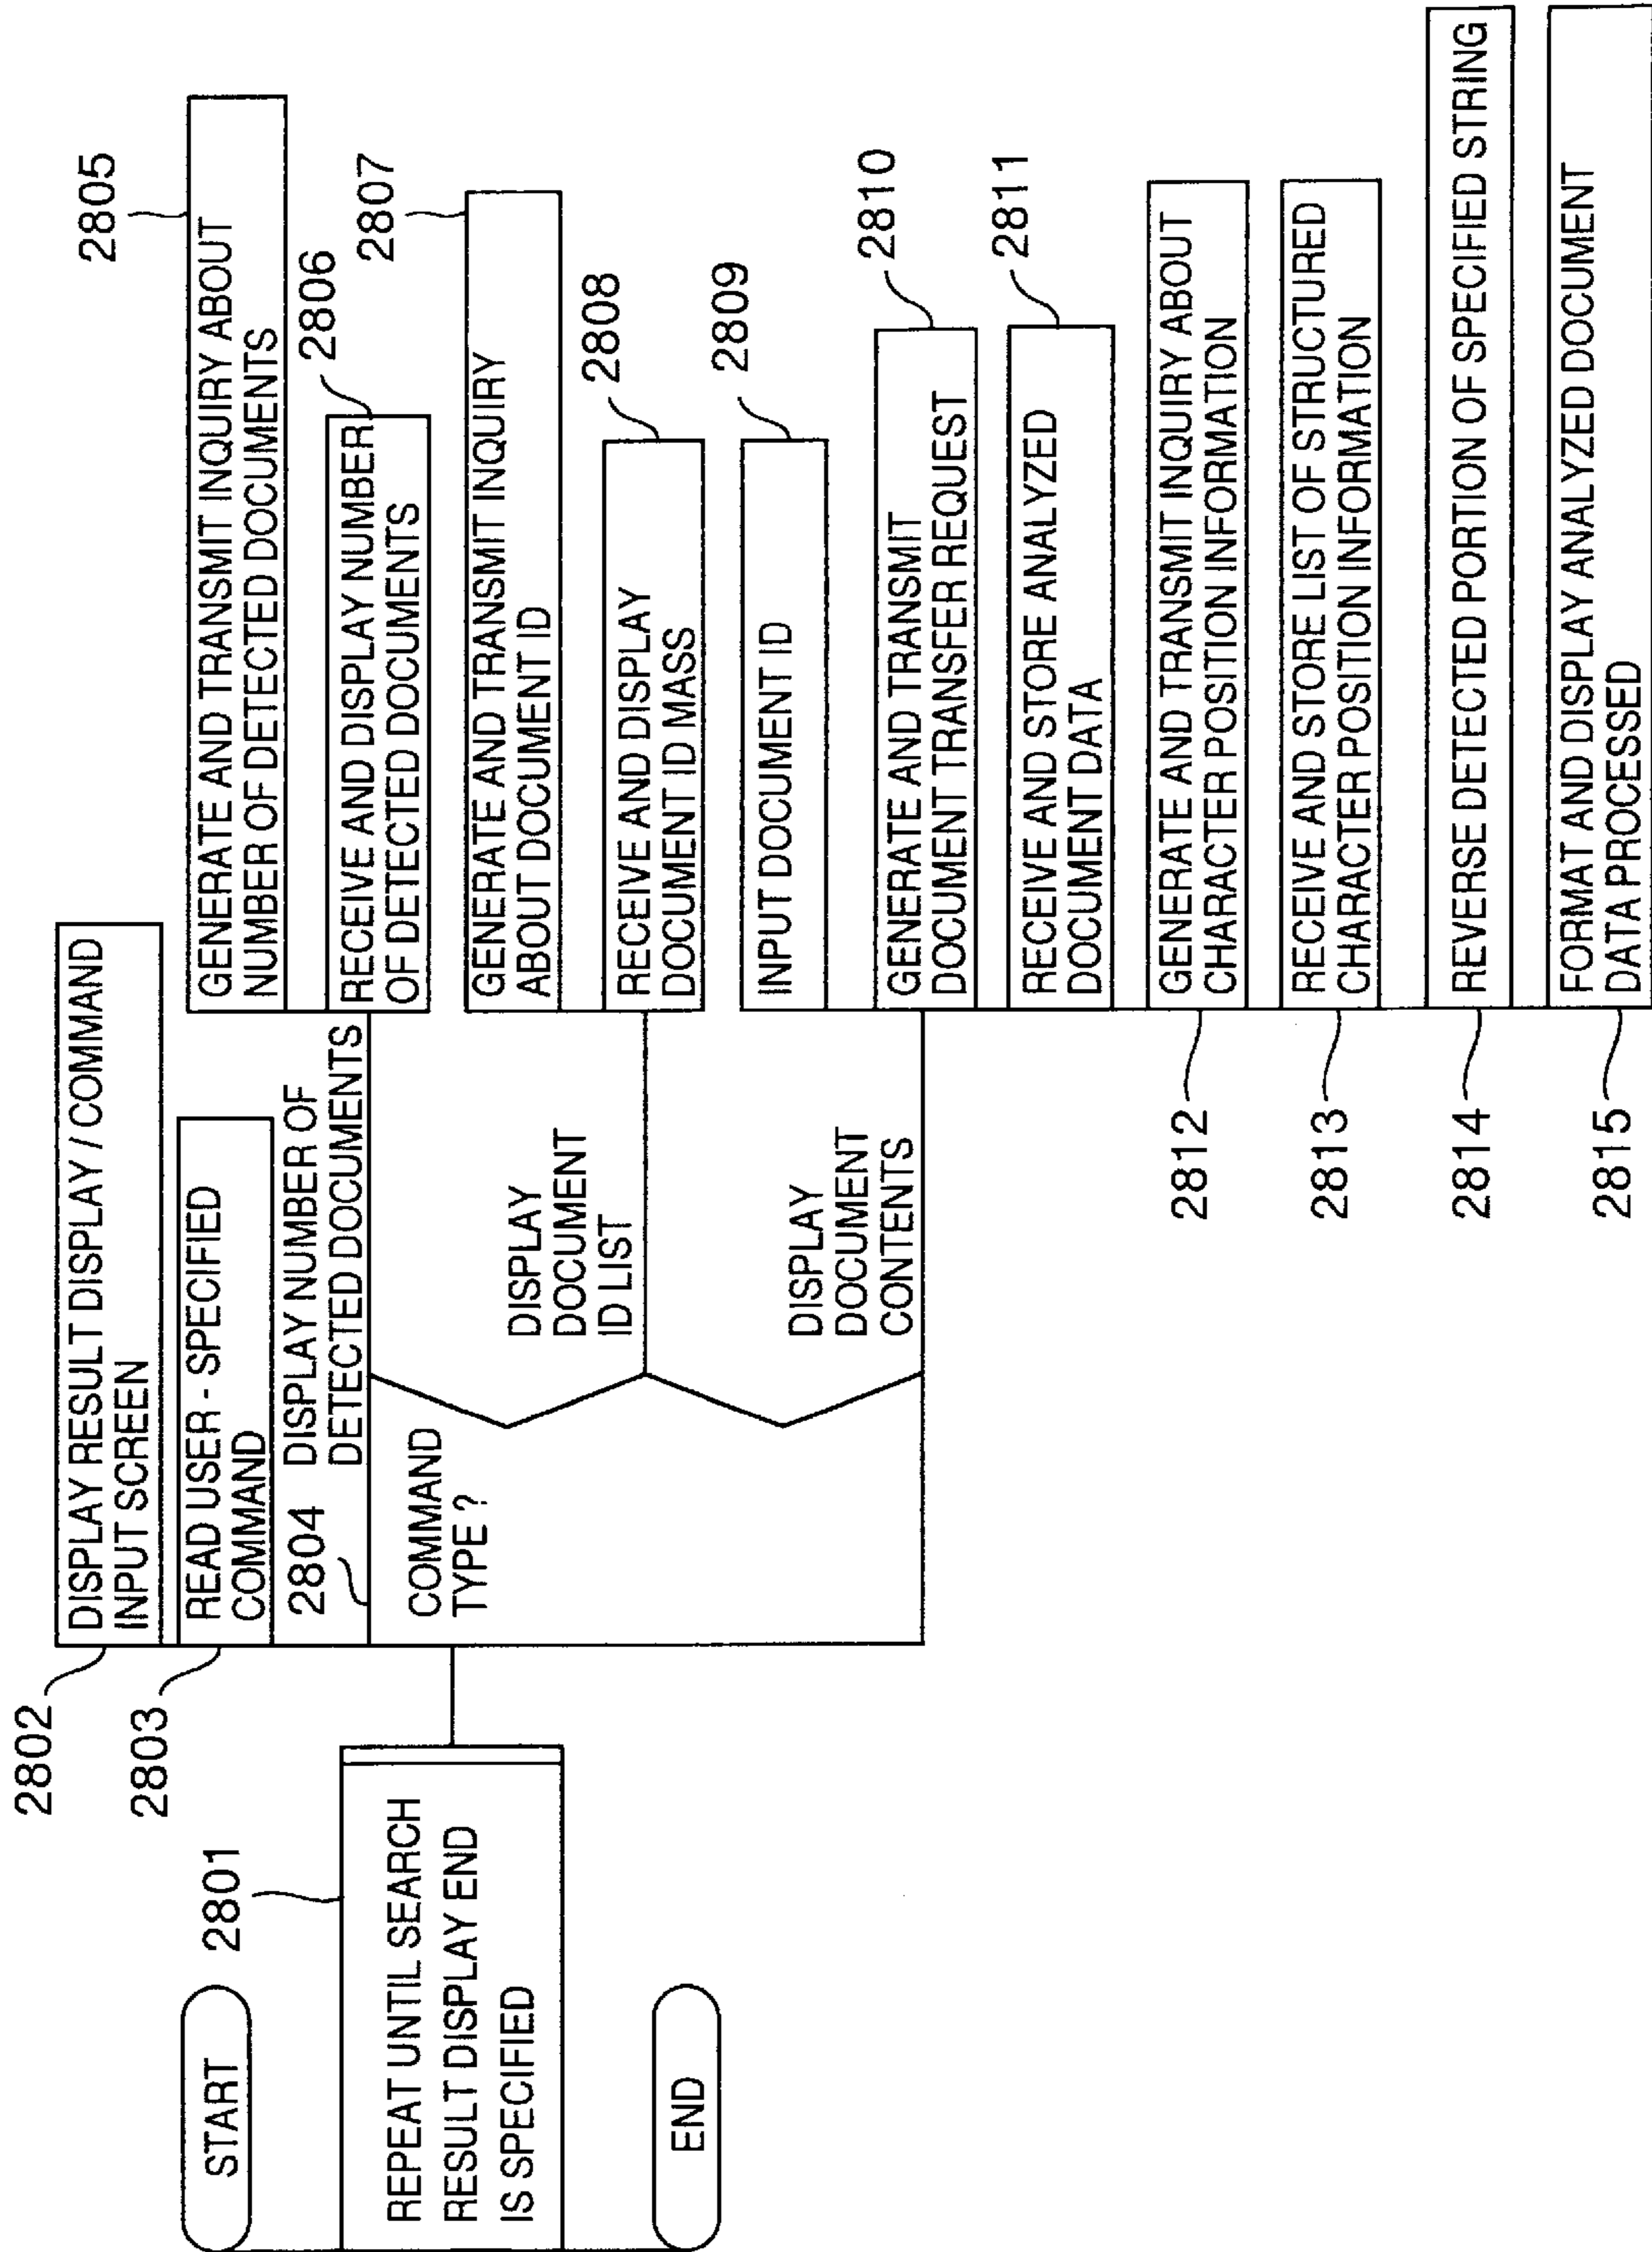 START
2801
REPEAT UNTIL SEARCH
RESULT DISPLAY END
IS SPECIFIED
END
2802
DISPLAY RESULT DISPLAY / COMMAND
INPUT SCREEN
2803
READ USER - SPECIFIED
COMMAND
2804
COMMAND
TYPE ?
DISPLAY NUMBER OF
DETECTED DOCUMENTS
2805
GENERATE AND TRANSMIT INQUIRY ABOUT
NUMBER OF DETECTED DOCUMENTS
2806
RECEIVE AND DISPLAY NUMBER
OF DETECTED DOCUMENTS
DISPLAY
DOCUMENT
ID LIST
2807
GENERATE AND TRANSMIT INQUIRY
ABOUT DOCUMENT ID
2808
RECEIVE AND DISPLAY
DOCUMENT ID MASS
DISPLAY
DOCUMENT
CONTENTS
2809
INPUT DOCUMENT ID
2810
GENERATE AND TRANSMIT
DOCUMENT TRANSFER REQUEST
2811
RECEIVE AND STORE ANALYZED
DOCUMENT DATA
2812
GENERATE AND TRANSMIT INQUIRY ABOUT
CHARACTER POSITION INFORMATION
2813
RECEIVE AND STORE LIST OF STRUCTURED
CHARACTER POSITION INFORMATION
2814
REVERSE DETECTED PORTION OF SPECIFIED STRING
2815
FORMAT AND DISPLAY ANALYZED DOCUMENT
DATA PROCESSED